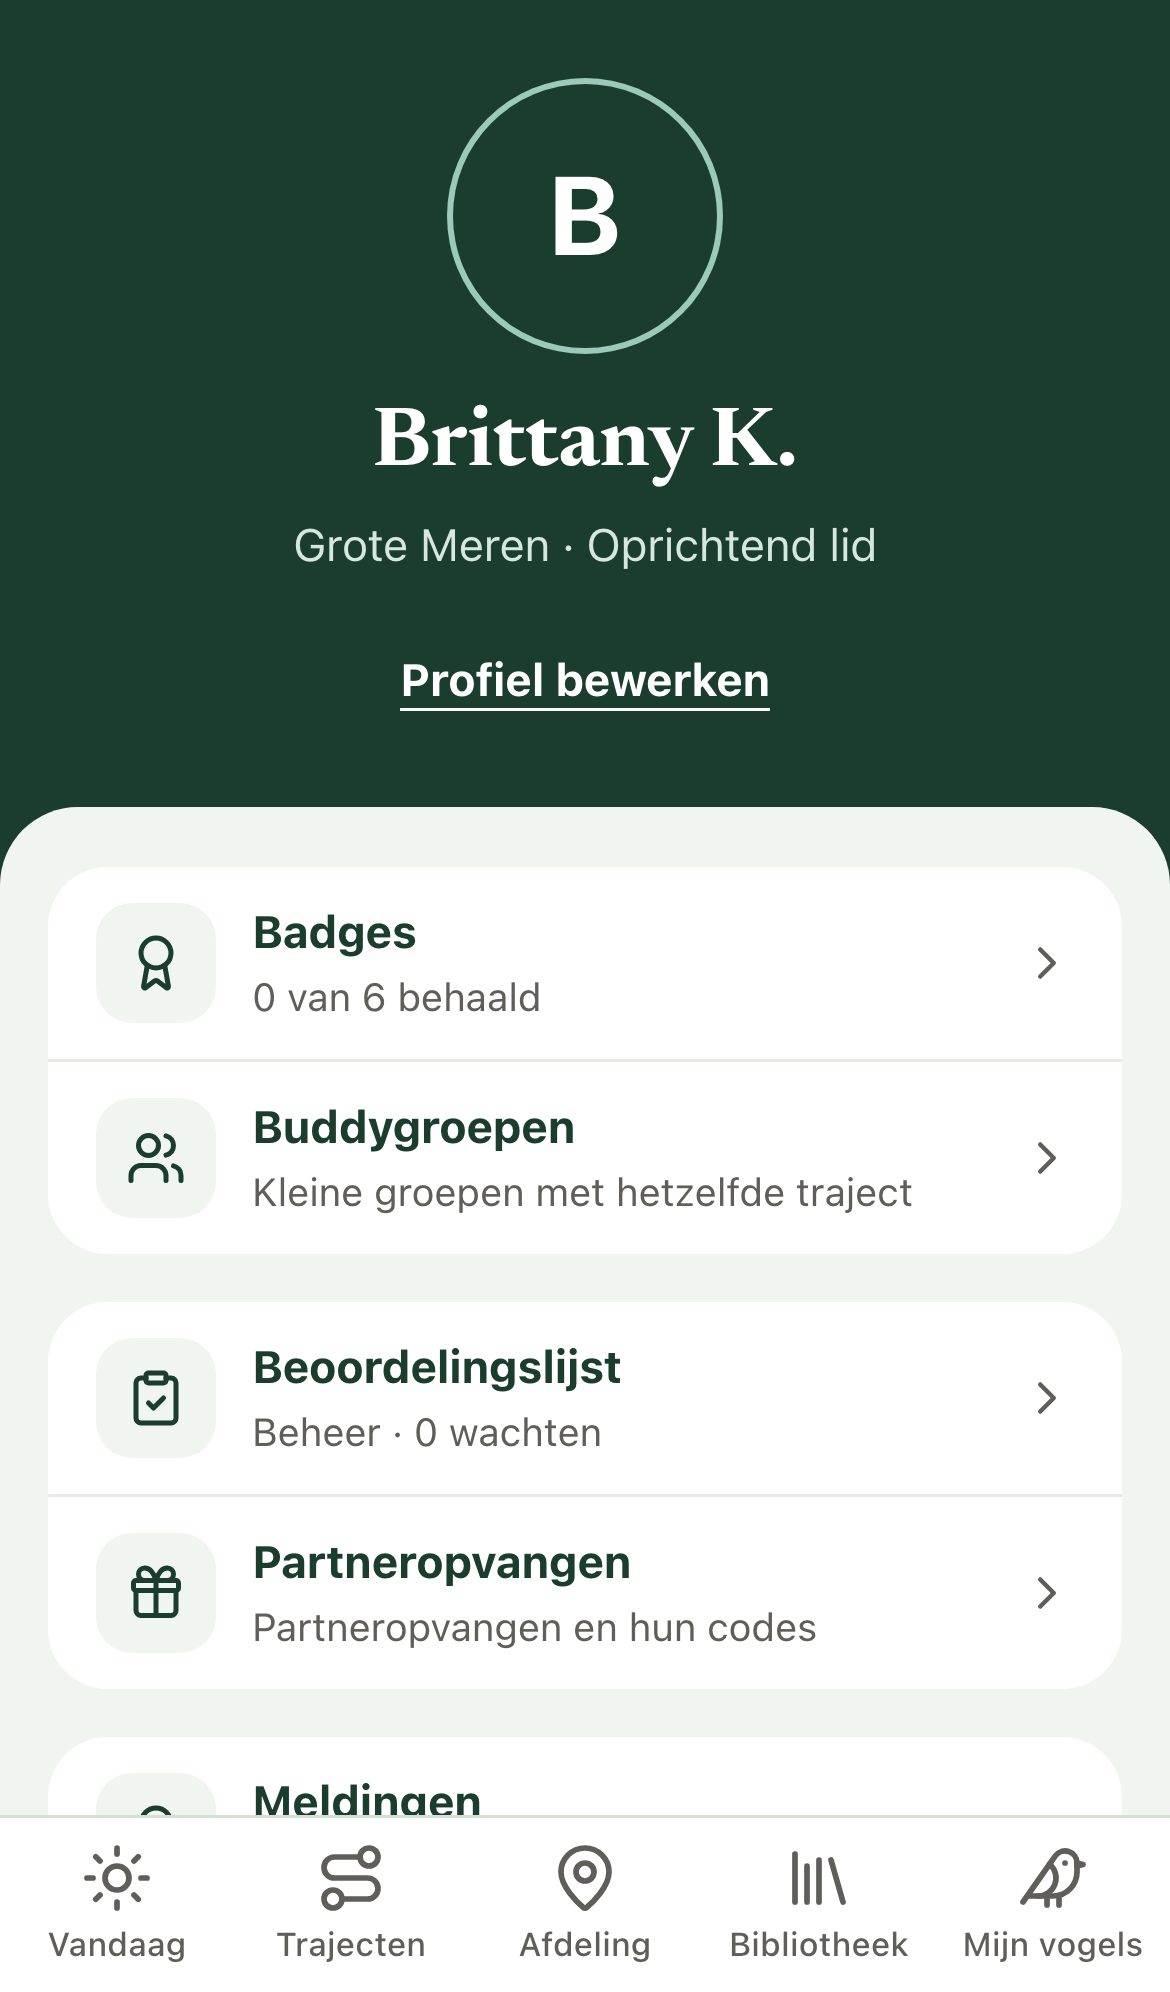 B
Brittany K.
Grote Meren · Oprichtend lid
Profiel bewerken
Badges
0 van 6 behaald
Buddygroepen
Kleine groepen met hetzelfde traject
Beoordelingslijst
Beheer · 0 wachten
Partneropvangen
Partneropvangen en hun codes
Meldingen
Vandaag
Trajecten
Afdeling
Bibliotheek
Mijn vogels